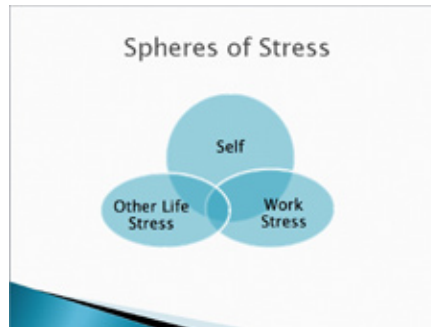 Spheres of Stress
Self
Other Life
Stress
Work
Stress